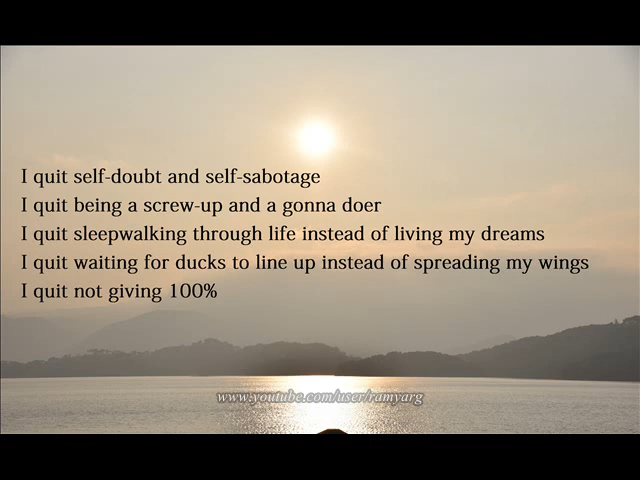 I quit self-doubt and self-sabotage
I quit being a screw-up and a gonna doer
I quit sleepwalking through life instead of living my dreams
I quit waiting for ducks to line up instead of spreading my wings
I quit not giving 100%
www.youtube.com/user/ramyarg